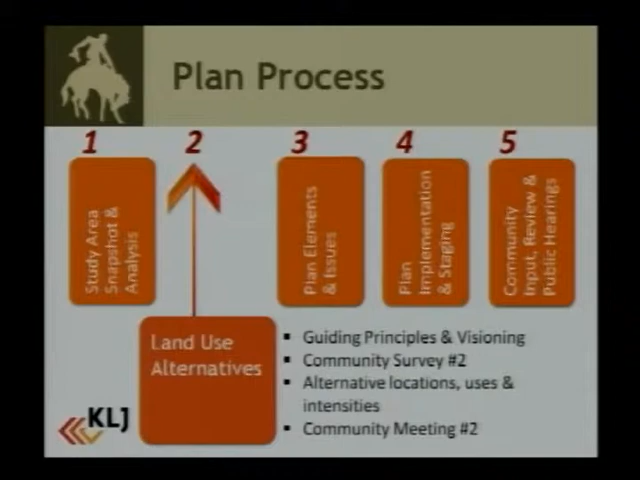 Plan Process
1
2
3
4
5
Study Area
Snapshot &
Analysis
Plan Elements
& Issues
Plan
Implementation
& Staging
Community
Input, Review &
Public Hearings
Land Use
Alternatives
Guiding Principles & Visioning
Community Survey #2
Alternative locations, uses &
intensities
Community Meeting #2
KLJ